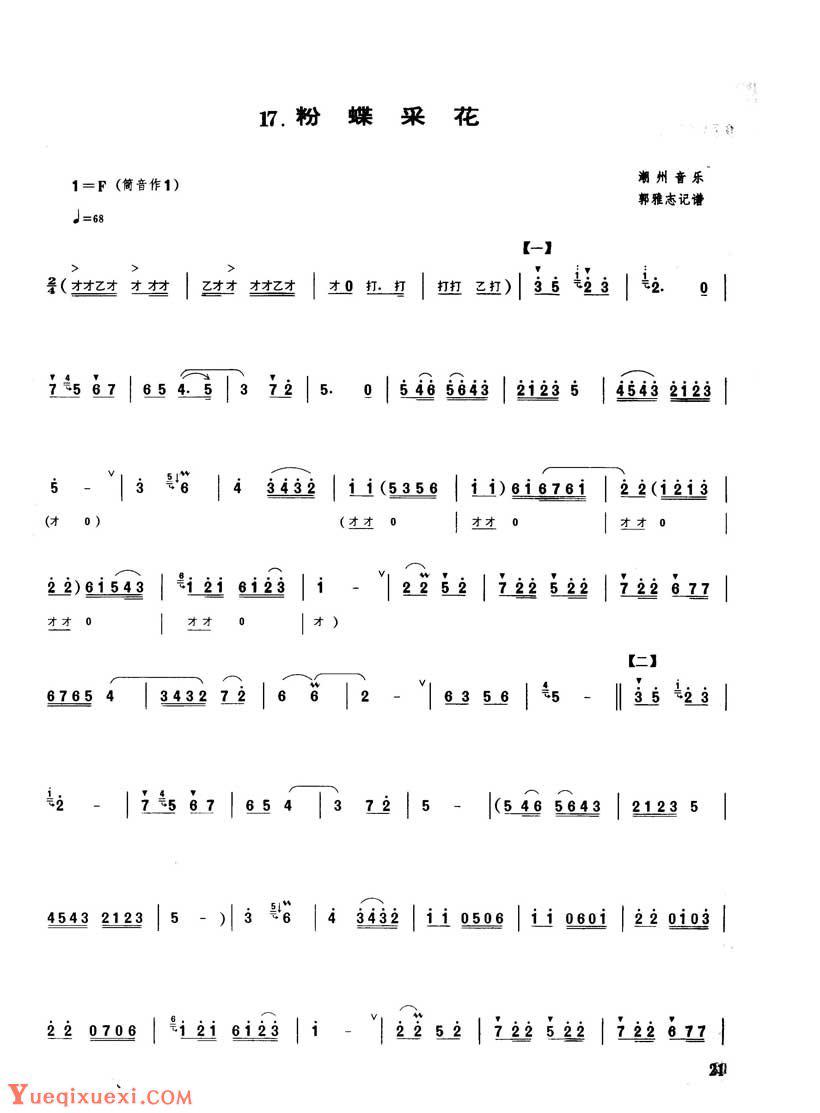 17. 粉 蝶 采 花
1=F (筒音作1)
潮州音乐
郭雅志记谱
♩=68
【一】
2/4 ( オオ乙オ オ オオ | 乙オオ オオ乙オ | オ 0 打. 打 | 打打 乙打 ) | 3 5 2 3 | 2. 0 |
7 5 6 7 | 6 5 4. 5 | 3 7 2 | 5. 0 | 5 4 6 5 6 4 3 | 2 1 2 3 5 | 4 5 4 3 2 1 2 3
5 - | 3 6 | 4 3 4 3 2 | 1 1 ( 5 3 5 6 | 1 1 ) 6 1 6 7 6 1 | 2 2 ( 1 2 1 3
(オ 0) (オオ 0 | オオ 0 | オオ 0 |
2 2 ) 6 1 5 4 3 | 1 2 1 6 1 2 3 | 1 - | 2 2 5 2 | 7 2 2 5 2 2 | 7 2 2 6 7 7 |
オオ 0 | オオ 0 | オ )
【二】
6 7 6 5 4 | 3 4 3 2 7 2 | 6 6 | 2 - | 6 3 5 6 | 5 - ‖ 3 5 2 3 |
2 - | 7 5 6 7 | 6 5 4 | 3 7 2 | 5 - | ( 5 4 6 5 6 4 3 | 2 1 2 3 5 |
4 5 4 3 2 1 2 3 | 5 - ) | 3 6 | 4 3 4 3 2 | 1 1 0 5 0 6 | 1 1 0 6 0 1 | 2 2 0 1 0 3 |
2 2 0 7 0 6 | 1 2 1 6 1 2 3 | 1 - | 2 2 5 2 | 7 2 2 5 2 2 | 7 2 2 6 7 7 |
21
Yueqixuexi.com